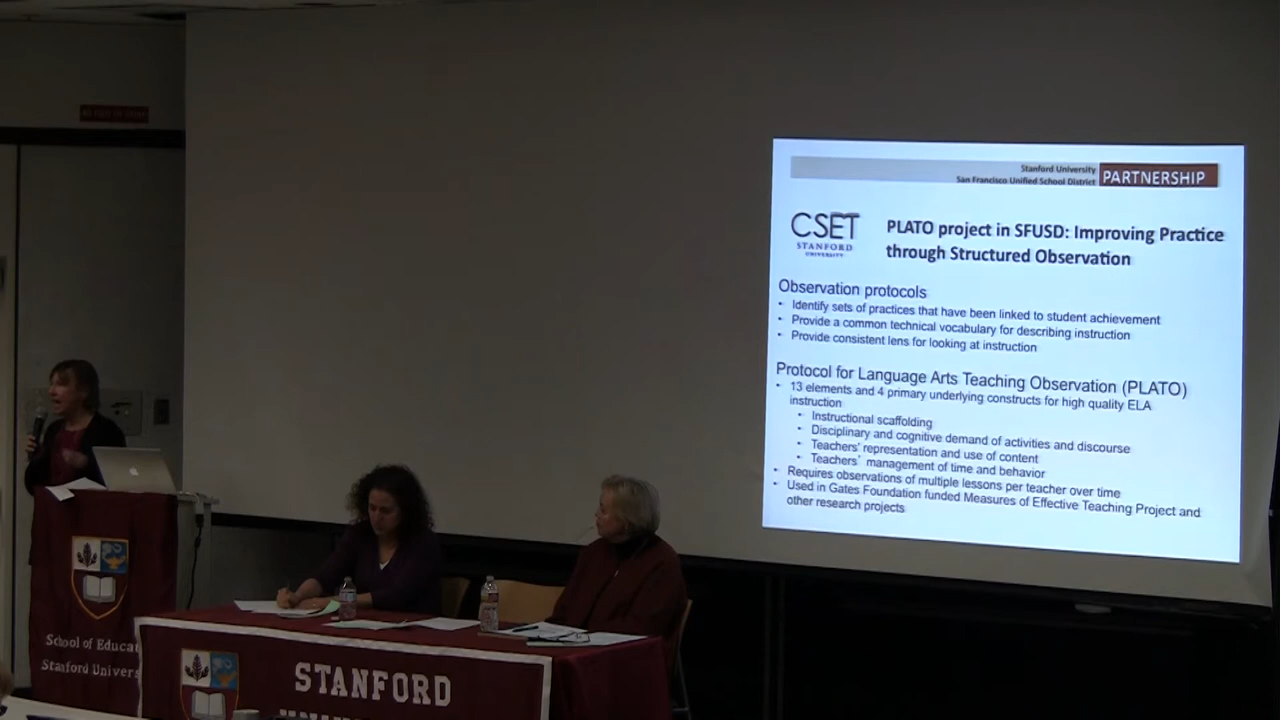 Stanford University
San Francisco Unified School District
PARTNERSHIP
CSET
STANFORD
UNIVERSITY
PLATO project in SFUSD: Improving Practice
through Structured Observation
Observation protocols
• Identify sets of practices that have been linked to student achievement
• Provide a common technical vocabulary for describing instruction
• Provide consistent lens for looking at instruction
Protocol for Language Arts Teaching Observation (PLATO)
• 13 elements and 4 primary underlying constructs for high quality ELA
instruction
• Instructional scaffolding
• Disciplinary and cognitive demand of activities and discourse
• Teachers' representation and use of content
• Teachers' management of time and behavior
• Requires observations of multiple lessons per teacher over time
• Used in Gates Foundation funded Measures of Effective Teaching Project and
other research projects
School of Educa
Stanford Univers
STANFORD